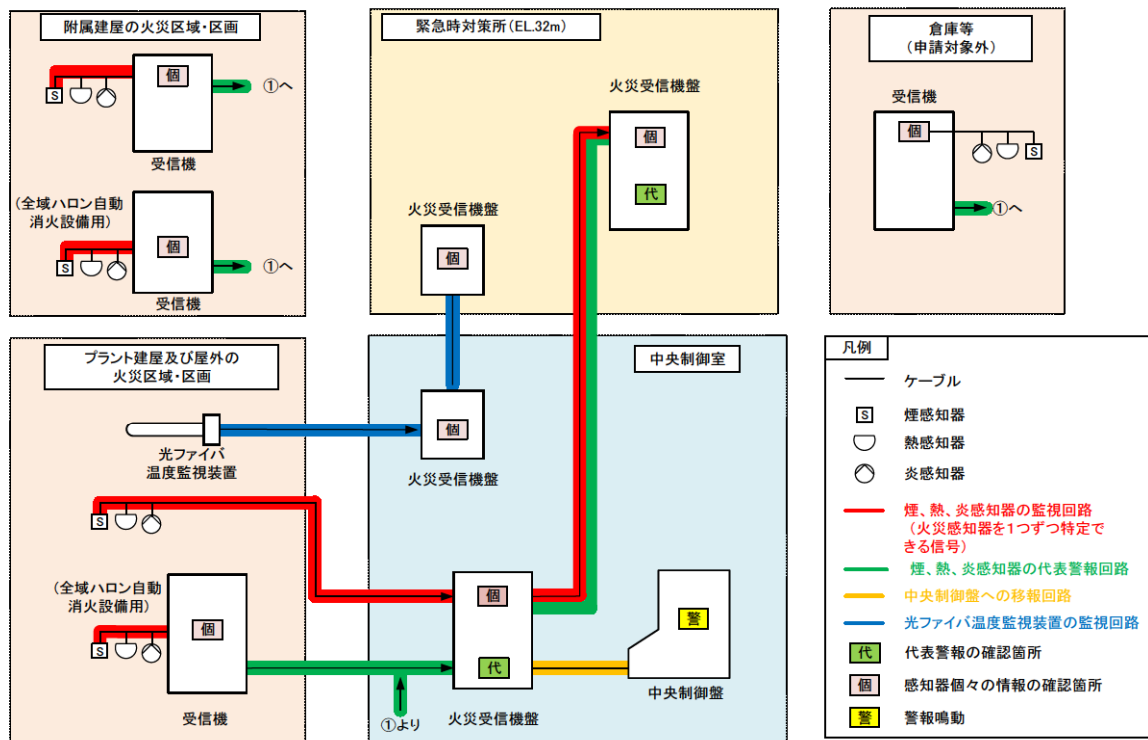 附属建屋の火災区域・区画
個
①へ
S
受信機
(全域ハロン自動
消火設備用)
個
①へ
S
受信機
緊急時対策所(EL.32m)
火災受信機盤
個
代
火災受信機盤
個
倉庫等
(申請対象外)
受信機
個
S
①へ
プラント建屋及び屋外の
火災区域・区画
光ファイバ
温度監視装置
S
(全域ハロン自動
消火設備用)
個
S
受信機
中央制御室
個
火災受信機盤
個
代
火災受信機盤
①より
警
中央制御盤
凡例
ケーブル
S
煙感知器
熱感知器
炎感知器
煙、熱、炎感知器の監視回路
(火災感知器を1つずつ特定で
きる信号)
煙、熱、炎感知器の代表警報回路
中央制御盤への移報回路
光ファイバ温度監視装置の監視回路
代
代表警報の確認箇所
個
感知器個々の情報の確認箇所
警
警報鳴動